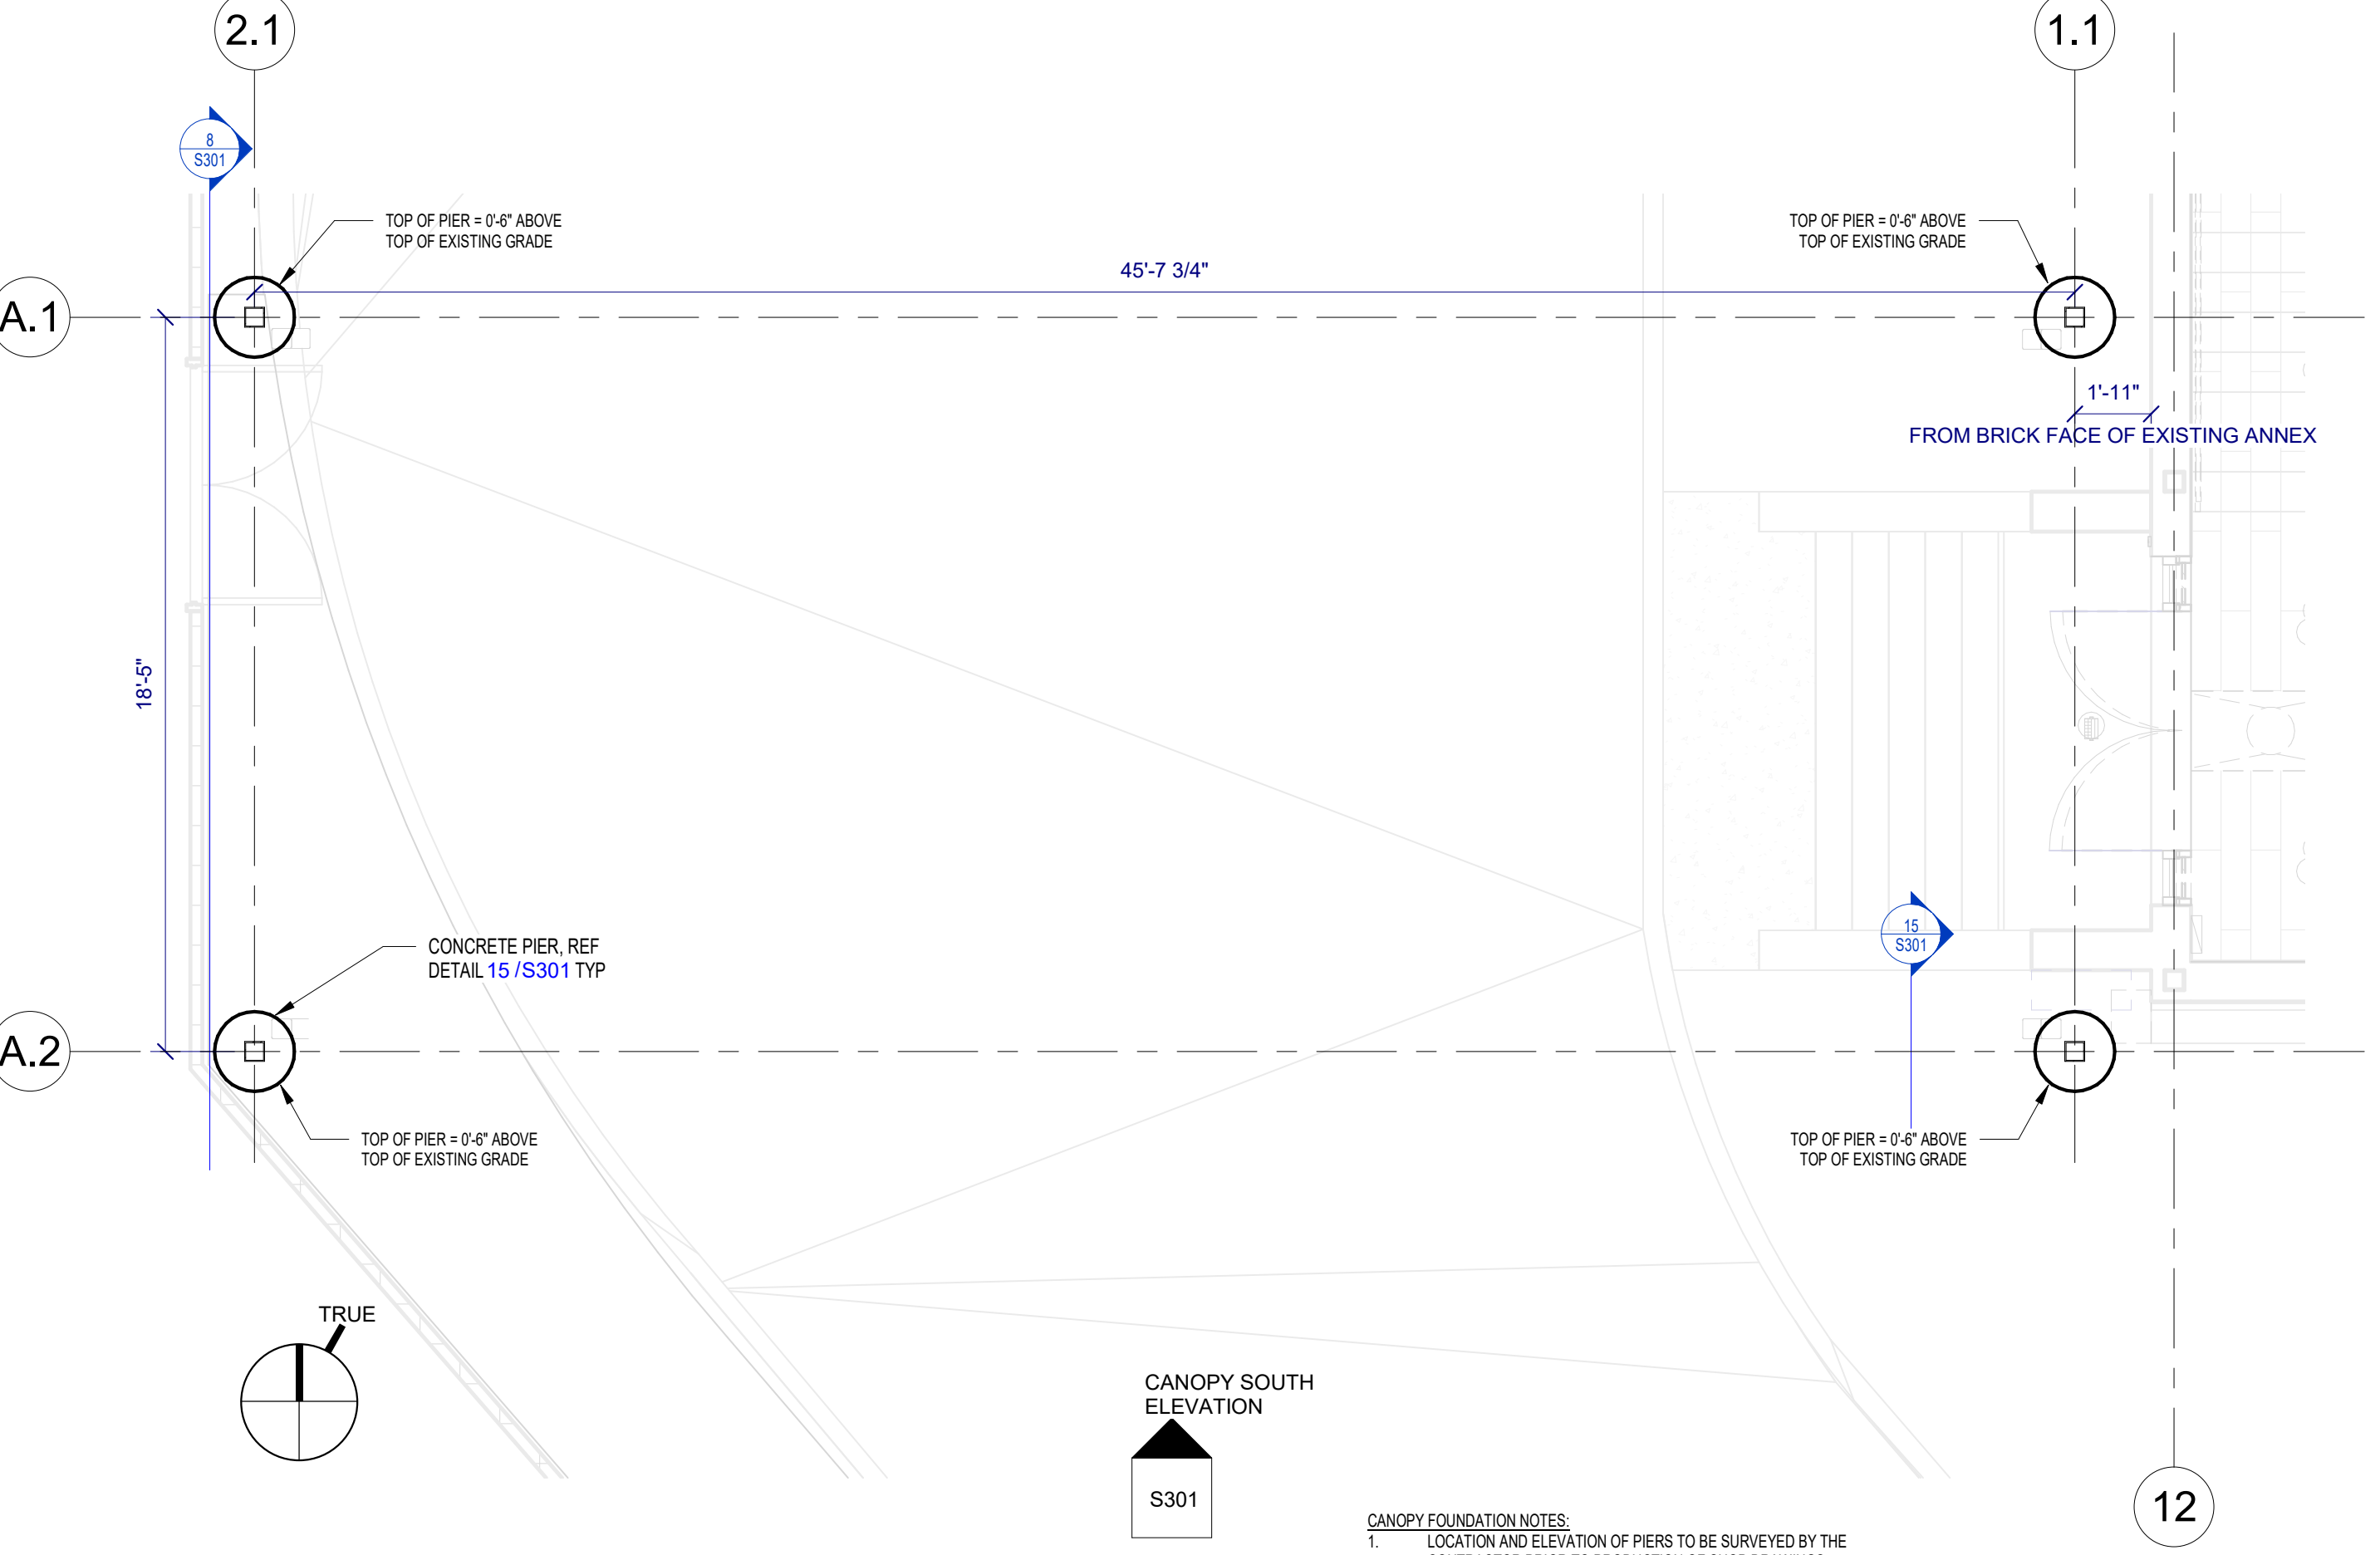 2.1
1.1
8
S301
TOP OF PIER = 0'-6" ABOVE
TOP OF EXISTING GRADE
TOP OF PIER = 0'-6" ABOVE
TOP OF EXISTING GRADE
45'-7 3/4"
A.1
1'-11"
FROM BRICK FACE OF EXISTING ANNEX
18'-5"
15
S301
CONCRETE PIER, REF
DETAIL 15 /S301 TYP
A.2
TOP OF PIER = 0'-6" ABOVE
TOP OF EXISTING GRADE
TOP OF PIER = 0'-6" ABOVE
TOP OF EXISTING GRADE
TRUE
CANOPY SOUTH
ELEVATION
S301
12
CANOPY FOUNDATION NOTES:
1. LOCATION AND ELEVATION OF PIERS TO BE SURVEYED BY THE